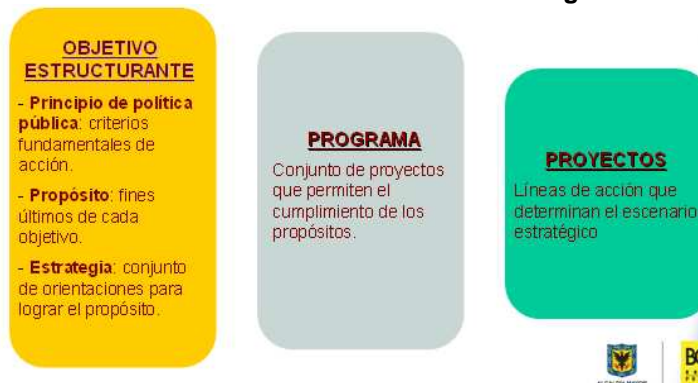 OBJETIVO
ESTRUCTURANTE
- Principio de política
pública: criterios
fundamentales de
acción.
- Propósito: fines
últimos de cada
objetivo.
- Estrategia: conjunto
de orientaciones para
lograr el propósito.
PROGRAMA
Conjunto de proyectos
que permiten el
cumplimiento de los
propósitos.
PROYECTOS
Líneas de acción que
determinan el escenario
estratégico